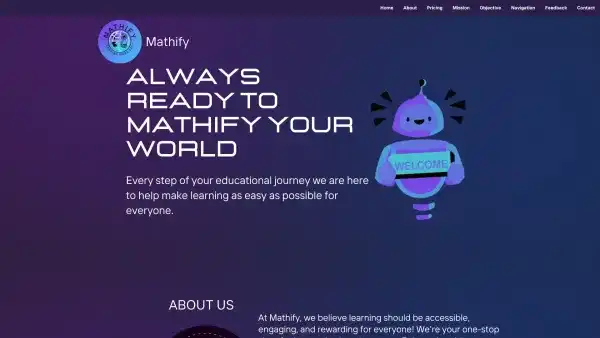 Home About Pricing Mission Objective Navigation Feedback Contact
MATHIFY
Mathify
ALWAYS
READY TO
MATHIFY YOUR
WORLD
Every step of your educational journey we are here
to help make learning as easy as possible for
everyone.
WELCOME
ABOUT US
At Mathify, we believe learning should be accessible,
engaging, and rewarding for everyone! We're your one-stop